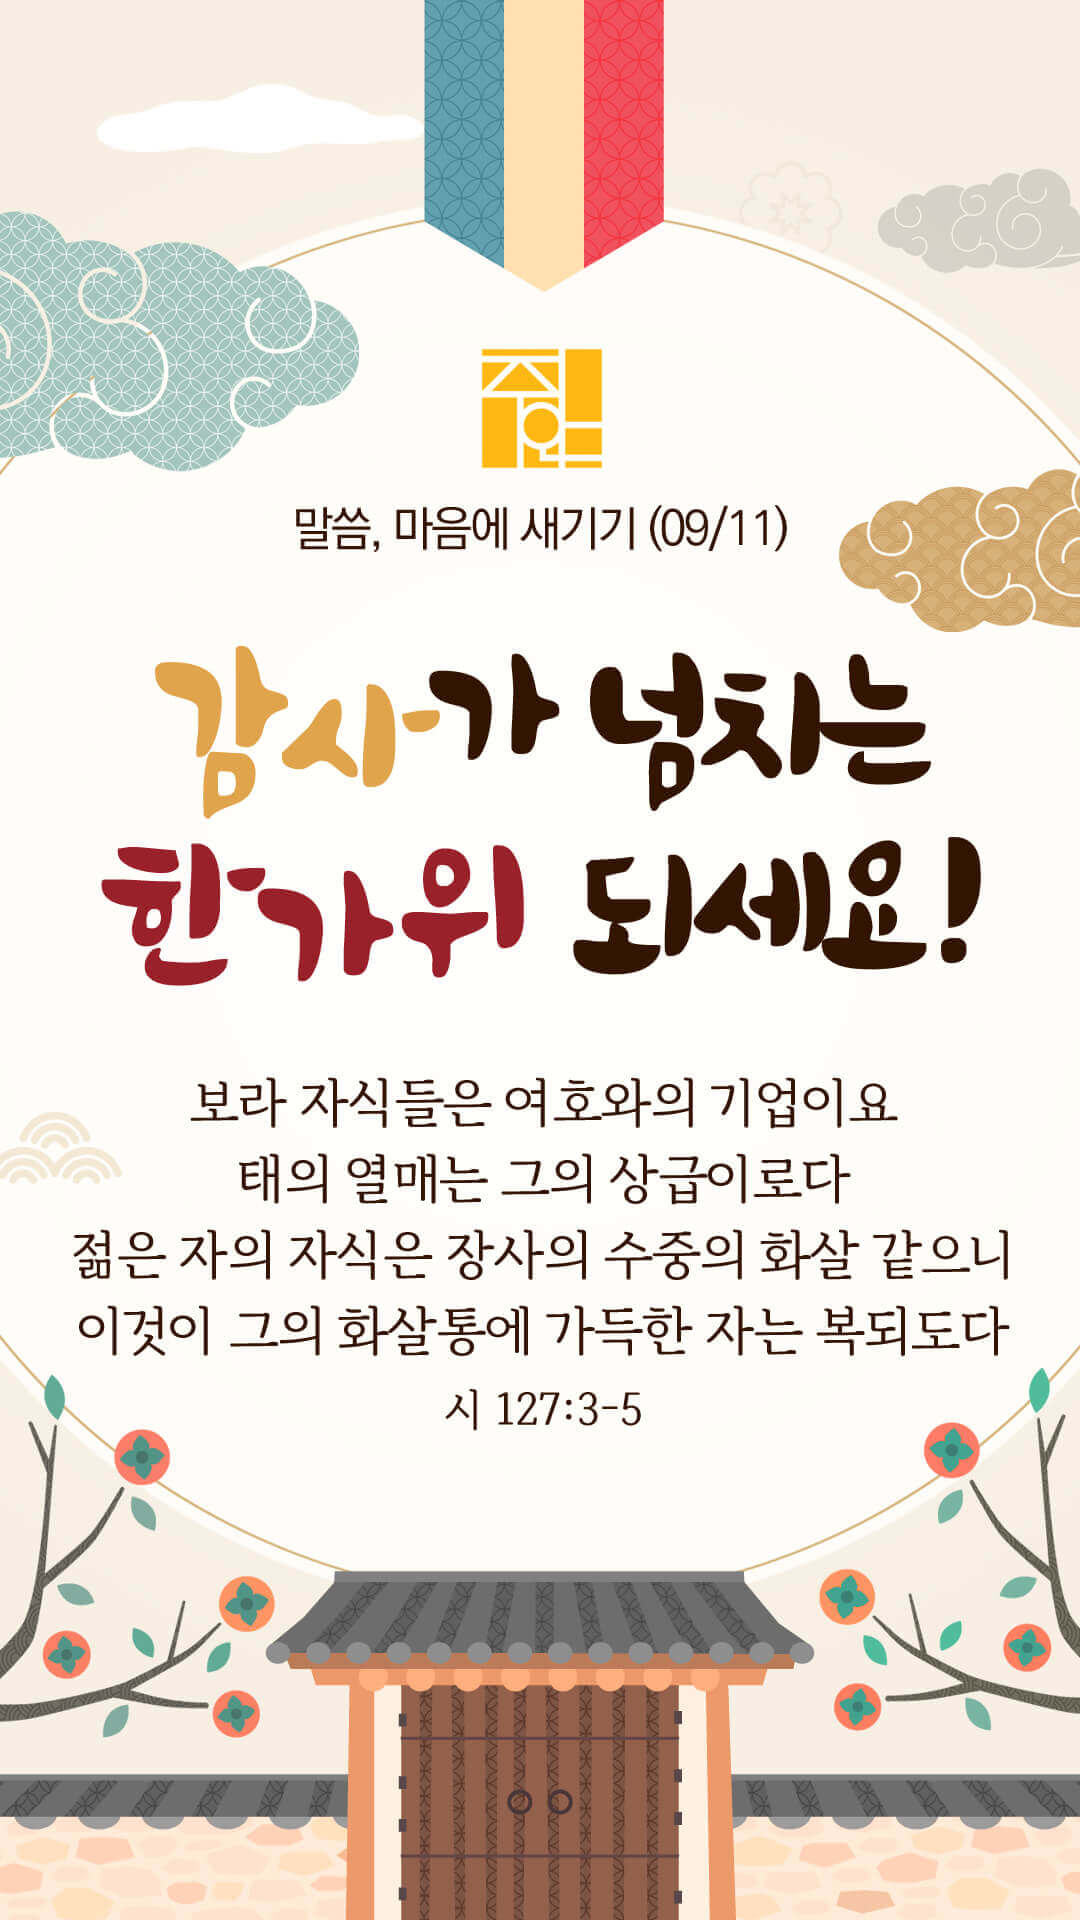 주원
말씀, 마음에 새기기 (09/11)
감사가 넘치는
한가위 되세요!
보라 자식들은 여호와의 기업이요
태의 열매는 그의 상급이로다
젊은 자의 자식은 장사의 수중의 화살 같으니
이것이 그의 화살통에 가득한 자는 복되도다
시 127:3-5